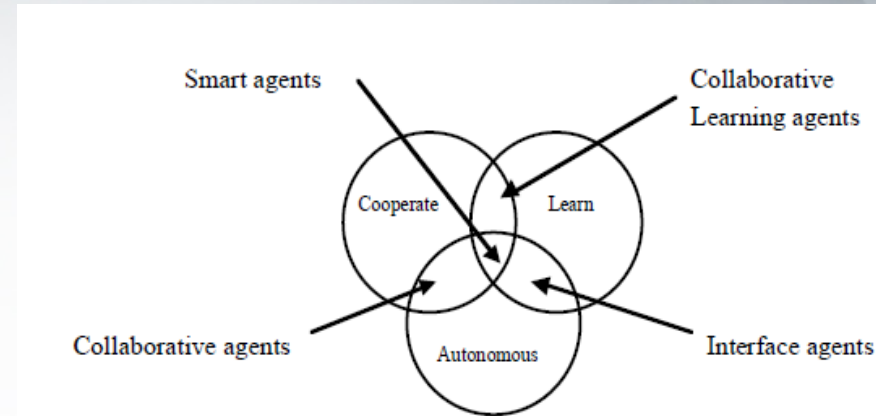 Smart agents
Collaborative
Learning agents
Cooperate
Learn
Collaborative agents
Autonomous
Interface agents